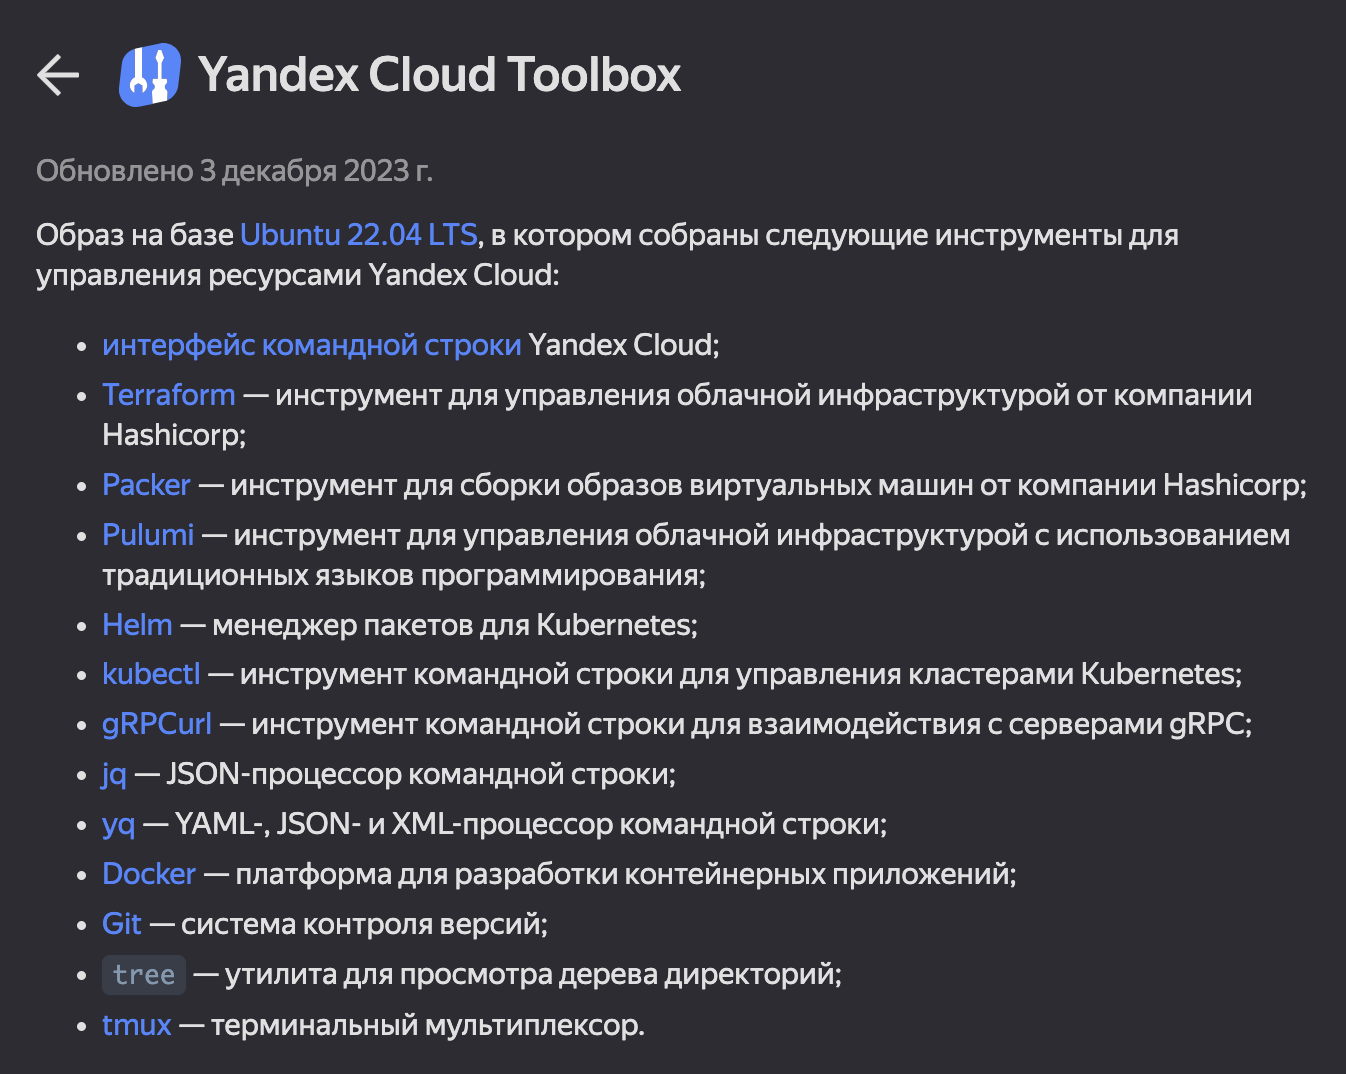 Yandex Cloud Toolbox
Обновлено 3 декабря 2023 г.
Образ на базе Ubuntu 22.04 LTS, в котором собраны следующие инструменты для
управления ресурсами Yandex Cloud:
• интерфейс командной строки Yandex Cloud;
• Terraform — инструмент для управления облачной инфраструктурой от компании
Hashicorp;
• Packer — инструмент для сборки образов виртуальных машин от компании Hashicorp;
• Pulumi — инструмент для управления облачной инфраструктурой с использованием
традиционных языков программирования;
• Helm — менеджер пакетов для Kubernetes;
• kubectl — инструмент командной строки для управления кластерами Kubernetes;
• gRPCurl — инструмент командной строки для взаимодействия с серверами gRPC;
• jq — JSON-процессор командной строки;
• yq — YAML-, JSON- и XML-процессор командной строки;
• Docker — платформа для разработки контейнерных приложений;
• Git — система контроля версий;
• tree — утилита для просмотра дерева директорий;
• tmux — терминальный мультиплексор.